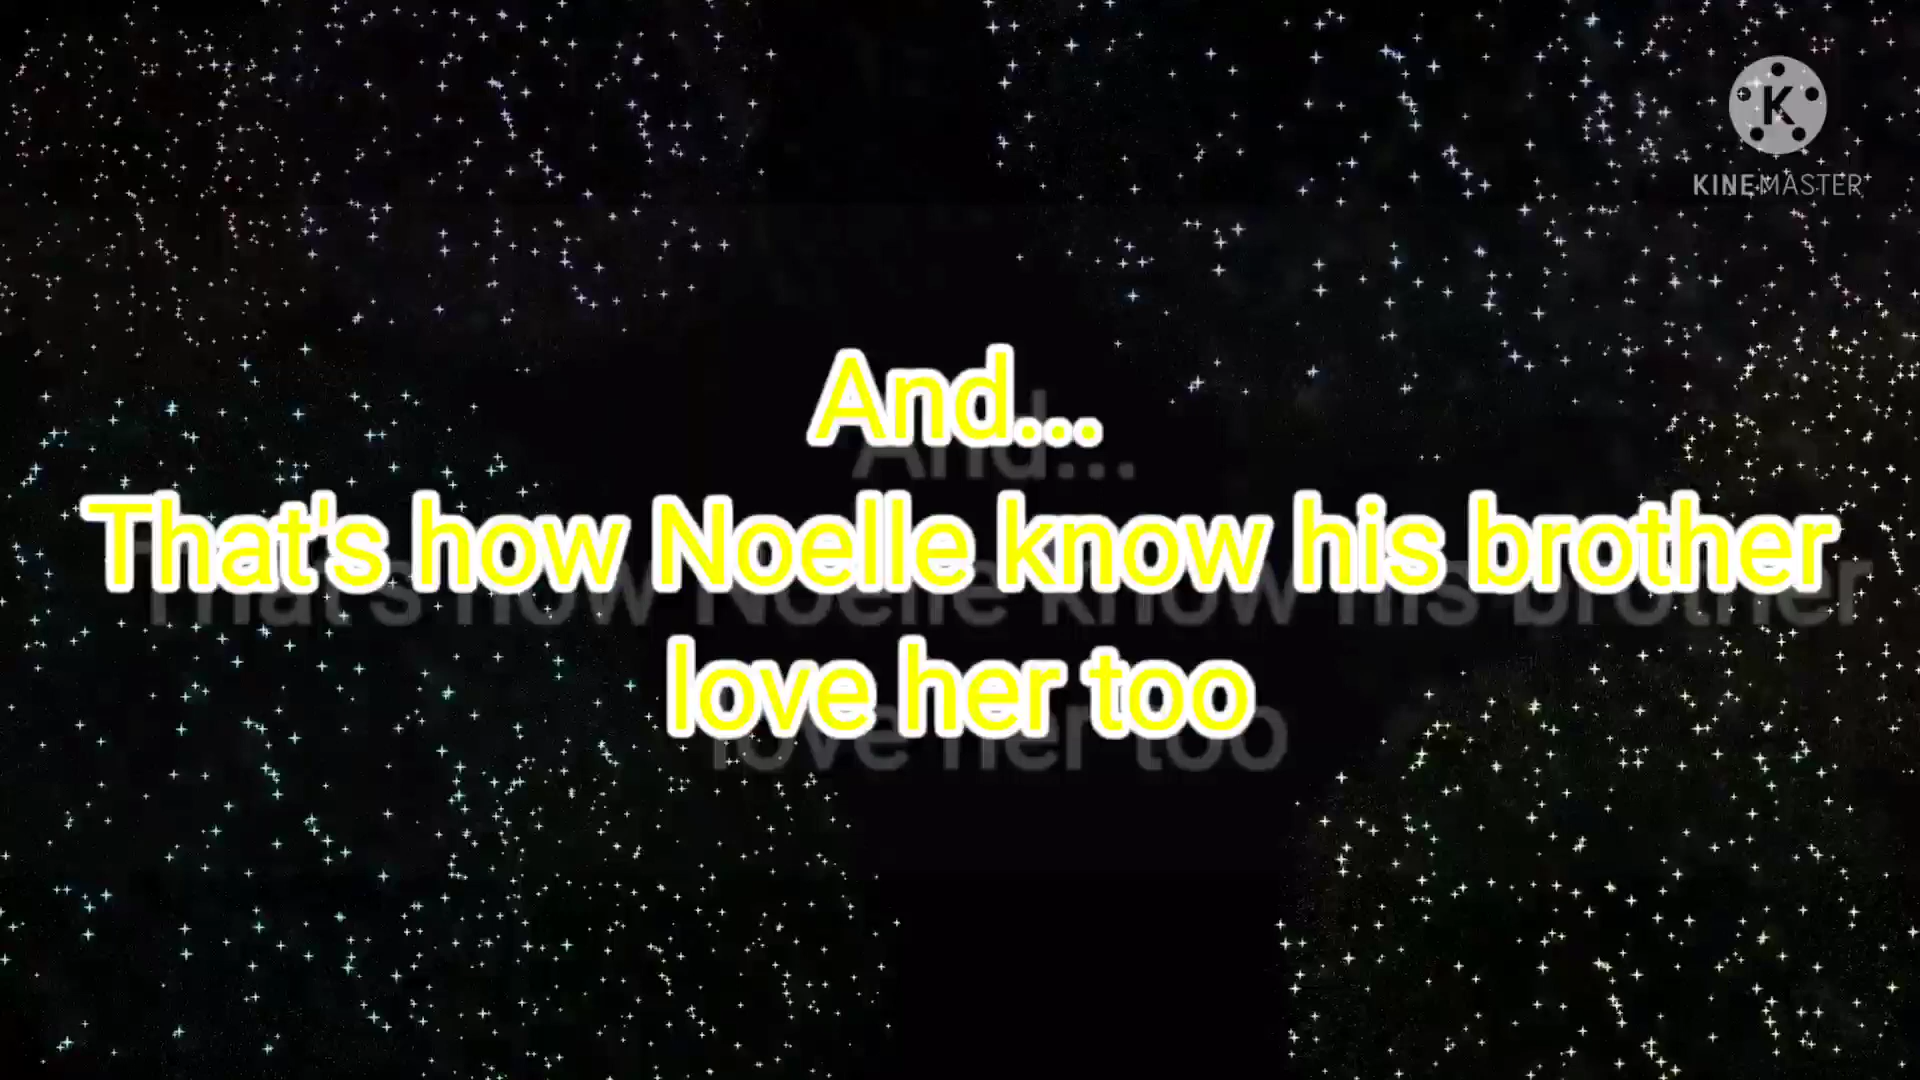 K
KINEMASTER
And...
That's how Noelle know his brother
love her too